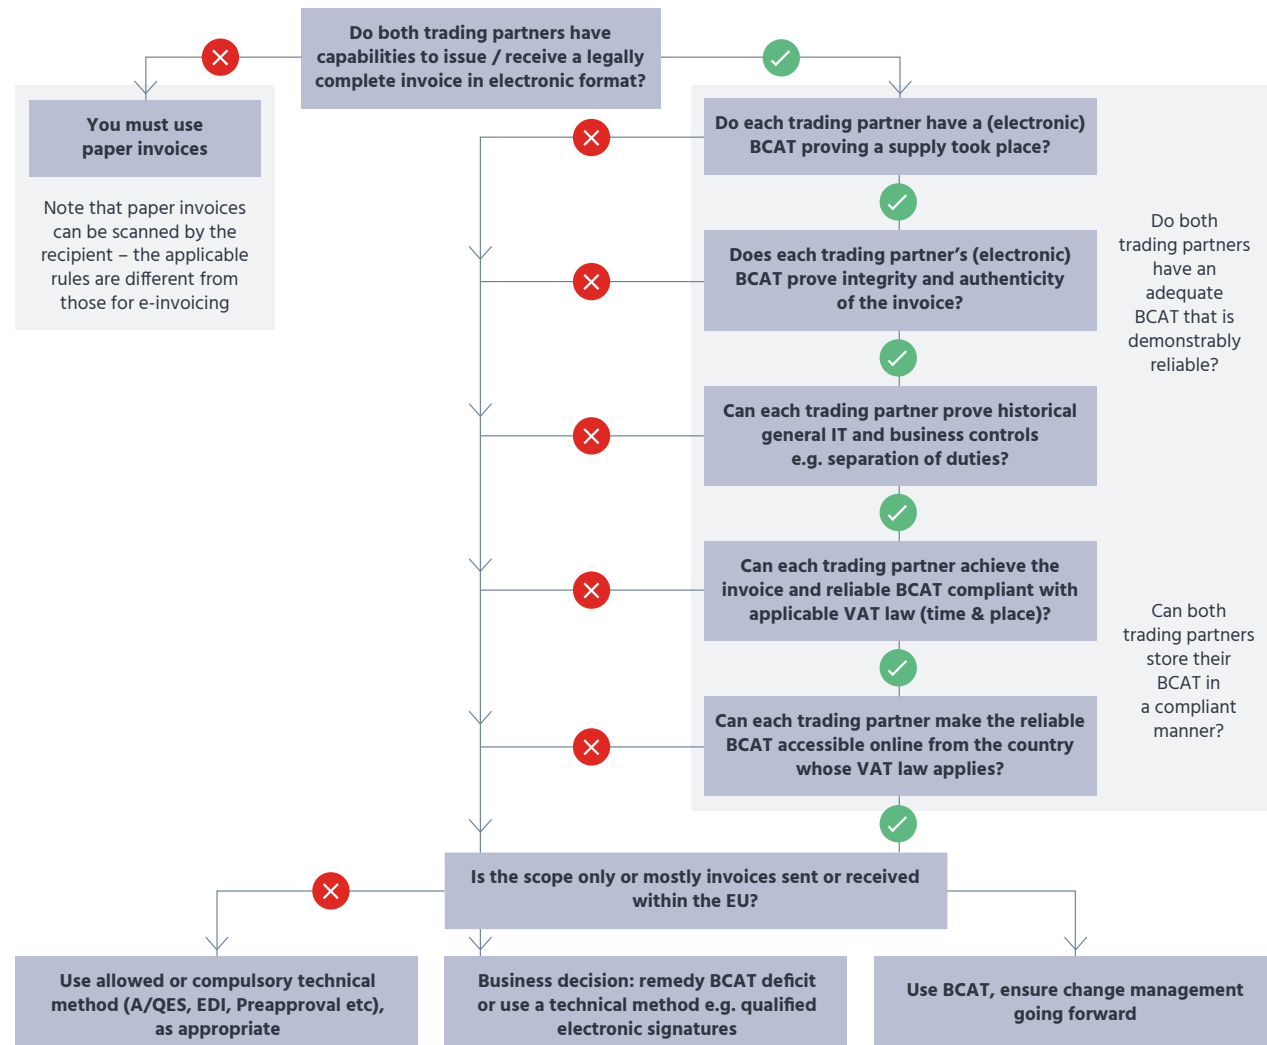 Do both trading partners have
capabilities to issue / receive a legally
complete invoice in electronic format?
You must use
paper invoices
Note that paper invoices
can be scanned by the
recipient – the applicable
rules are different from
those for e-invoicing
Do each trading partner have a (electronic)
BCAT proving a supply took place?
Does each trading partner’s (electronic)
BCAT prove integrity and authenticity
of the invoice?
Can each trading partner prove historical
general IT and business controls
e.g. separation of duties?
Do both
trading partners
have an
adequate
BCAT that is
demonstrably
reliable?
Can each trading partner achieve the
invoice and reliable BCAT compliant with
applicable VAT law (time & place)?
Can each trading partner make the reliable
BCAT accessible online from the country
whose VAT law applies?
Can both
trading partners
store their
BCAT in
a compliant
manner?
Is the scope only or mostly invoices sent or received
within the EU?
Use allowed or compulsory technical
method (A/QES, EDI, Preapproval etc),
as appropriate
Business decision: remedy BCAT deficit
or use a technical method e.g. qualified
electronic signatures
Use BCAT, ensure change management
going forward